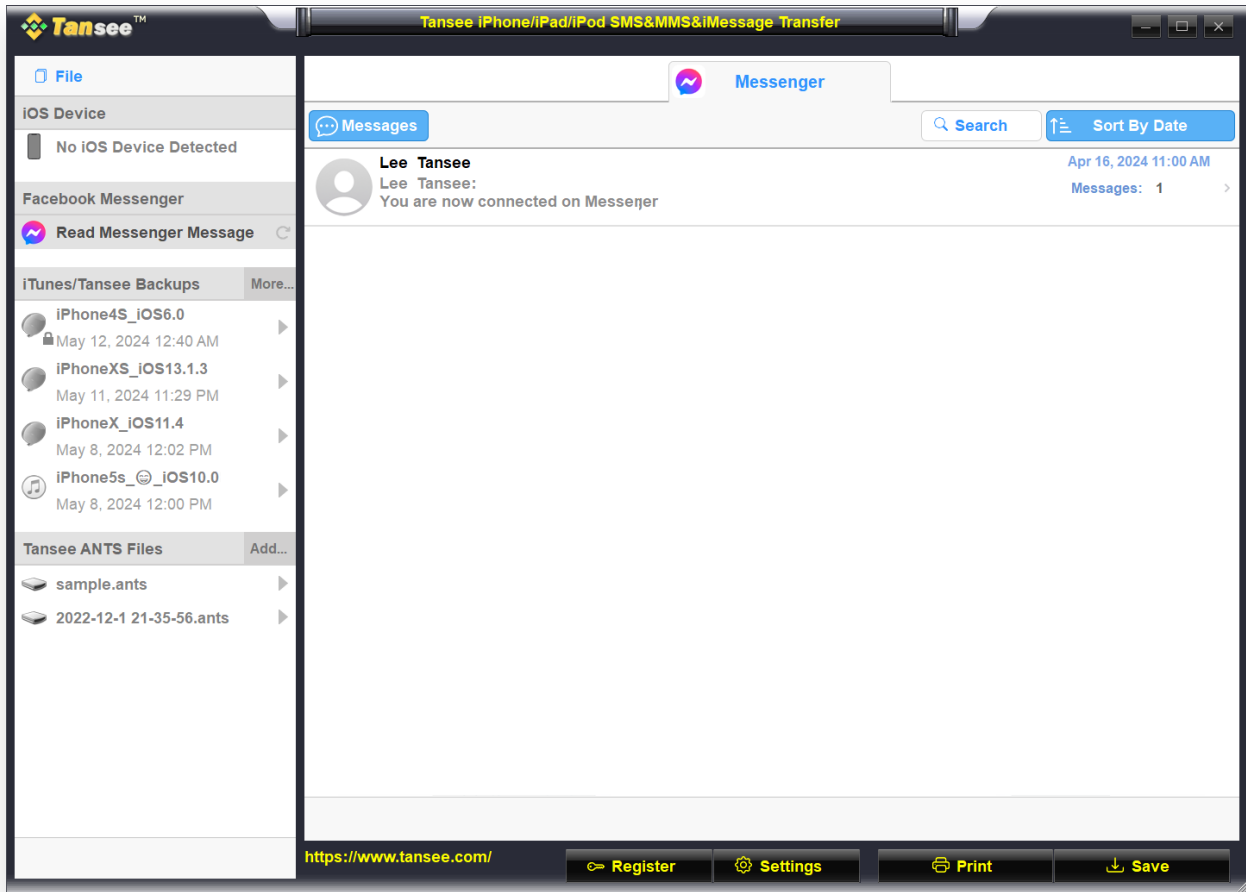 Tansee™
Tansee iPhone/iPad/iPod SMS&MMS&iMessage Transfer
File
iOS Device
No iOS Device Detected
Facebook Messenger
Read Messenger Message
iTunes/Tansee Backups More...
iPhone4S_iOS6.0
May 12, 2024 12:40 AM
iPhoneXS_iOS13.1.3
May 11, 2024 11:29 PM
iPhoneX_iOS11.4
May 8, 2024 12:02 PM
iPhone5s_😄_iOS10.0
May 8, 2024 12:00 PM
Tansee ANTS Files Add...
sample.ants
2022-12-1 21-35-56.ants
Messenger
Messages Search Sort By Date
Lee Tansee Apr 16, 2024 11:00 AM
Lee Tansee: Messages: 1
You are now connected on Messenjer
https://www.tansee.com/
Register Settings Print Save